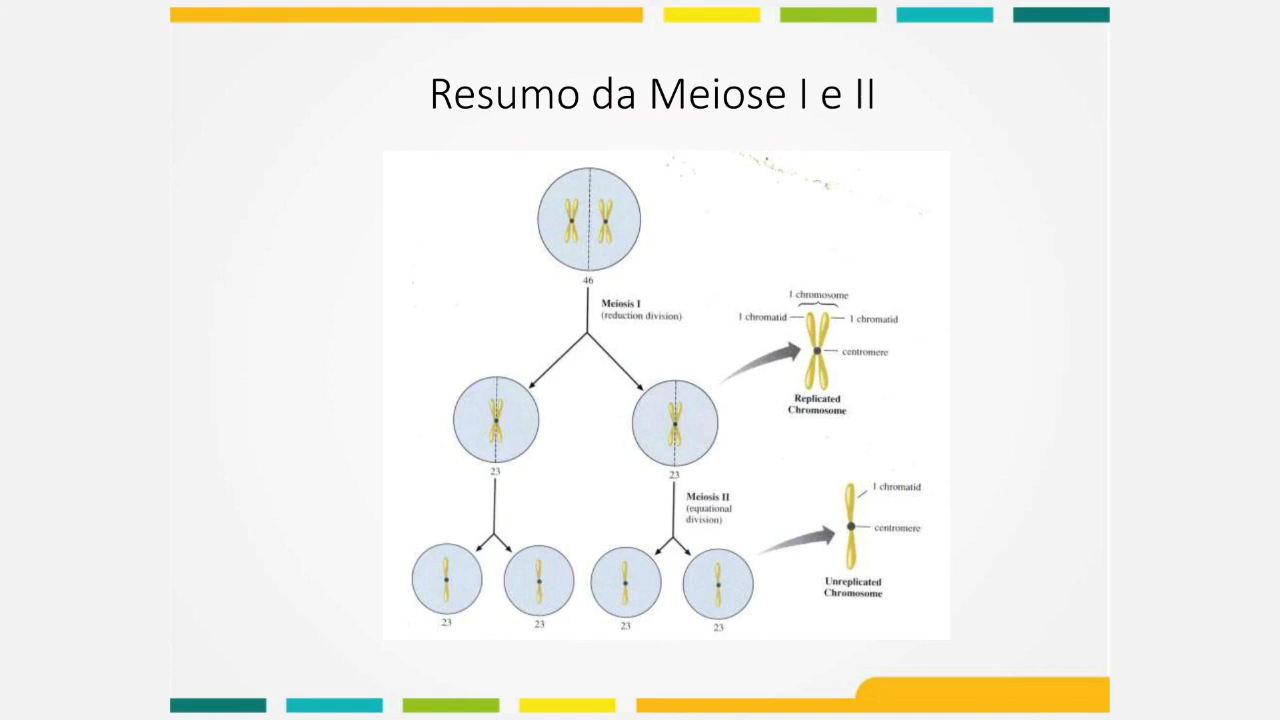 Resumo da Meiose I e II
46
Meiosis I
(reduction division)
1 chromosome
1 chromatid
1 chromatid
centromere
Replicated
Chromosome
23
23
Meiosis II
(equational
division)
1 chromatid
centromere
Unreplicated
Chromosome
23
23
23
23